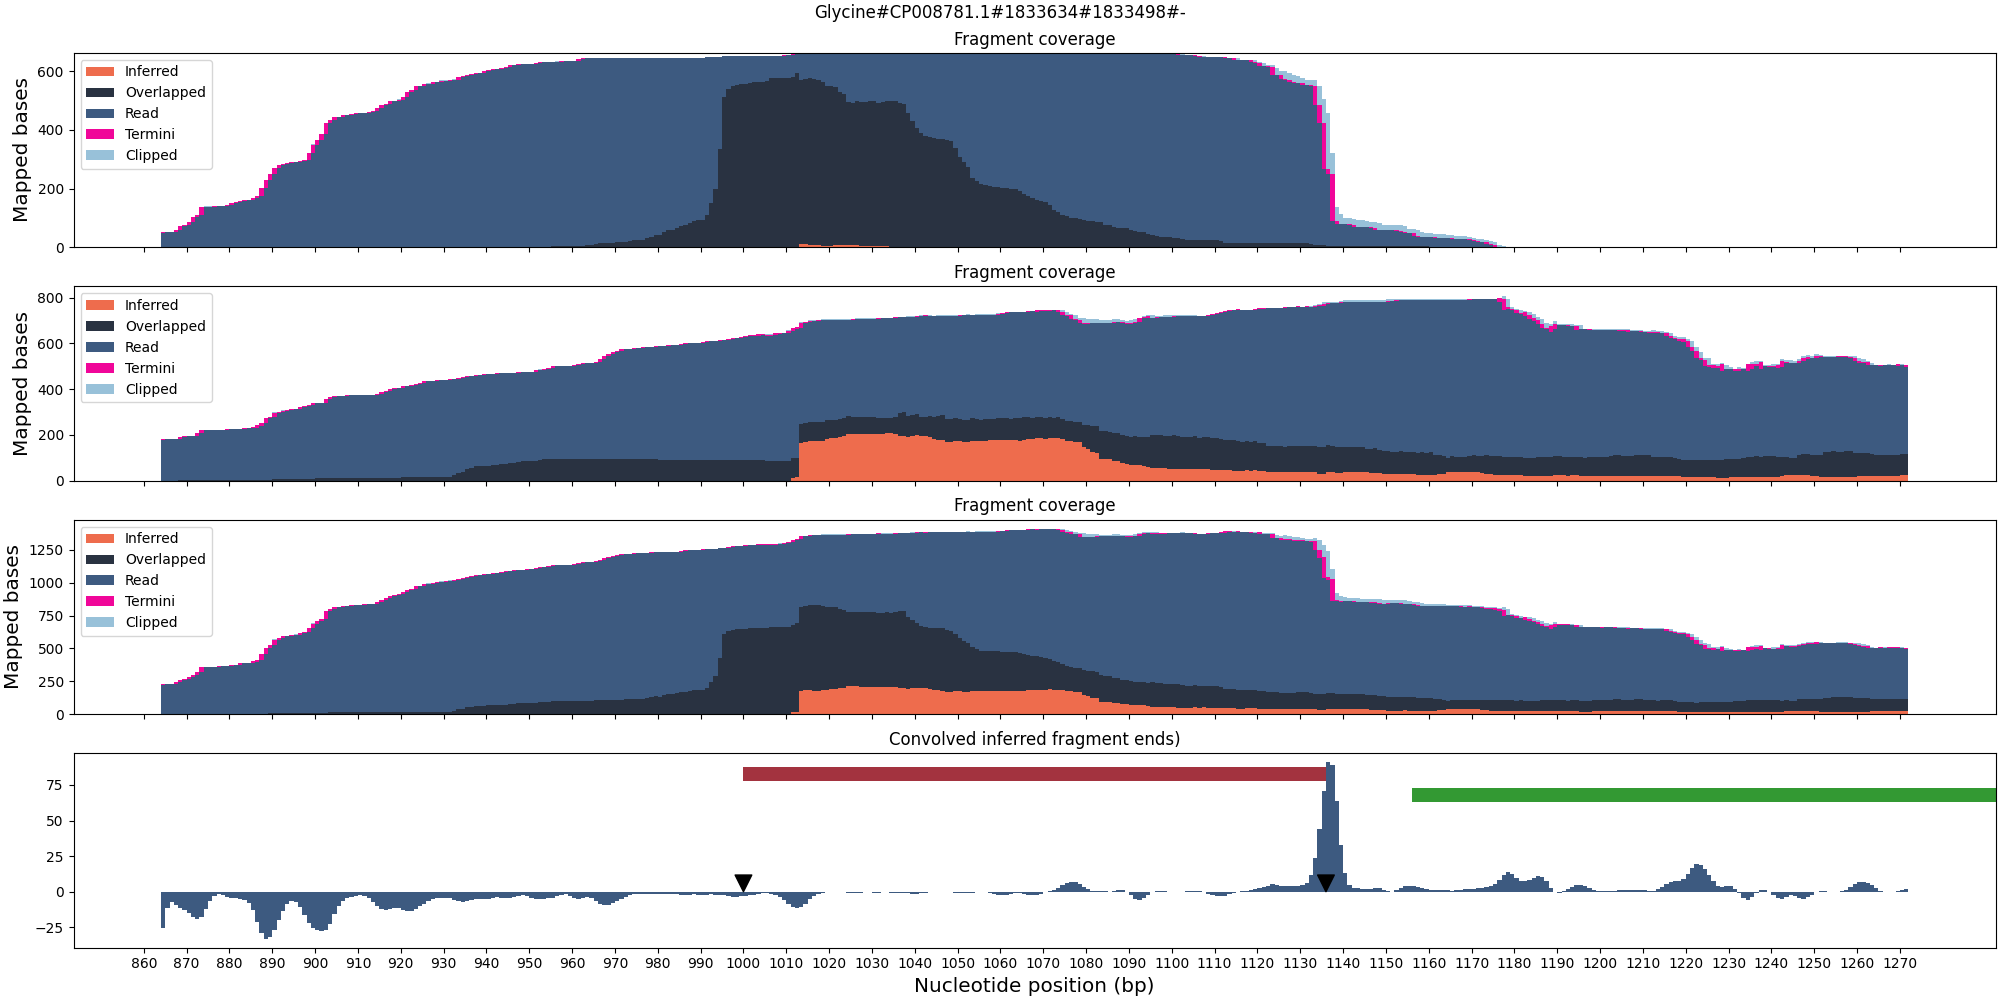 Glycine#CP008781.1#1833634#1833498#-
Fragment coverage
Mapped bases
600
400
200
0
Inferred
Overlapped
Read
Termini
Clipped
Fragment coverage
Mapped bases
800
600
400
200
0
Inferred
Overlapped
Read
Termini
Clipped
Fragment coverage
Mapped bases
1250
1000
750
500
250
0
Inferred
Overlapped
Read
Termini
Clipped
Convolved inferred fragment ends)
75
50
25
0
−25
860 870 880 890 900 910 920 930 940 950 960 970 980 990 1000 1010 1020 1030 1040 1050 1060 1070 1080 1090 1100 1110 1120 1130 1140 1150 1160 1170 1180 1190 1200 1210 1220 1230 1240 1250 1260 1270
Nucleotide position (bp)